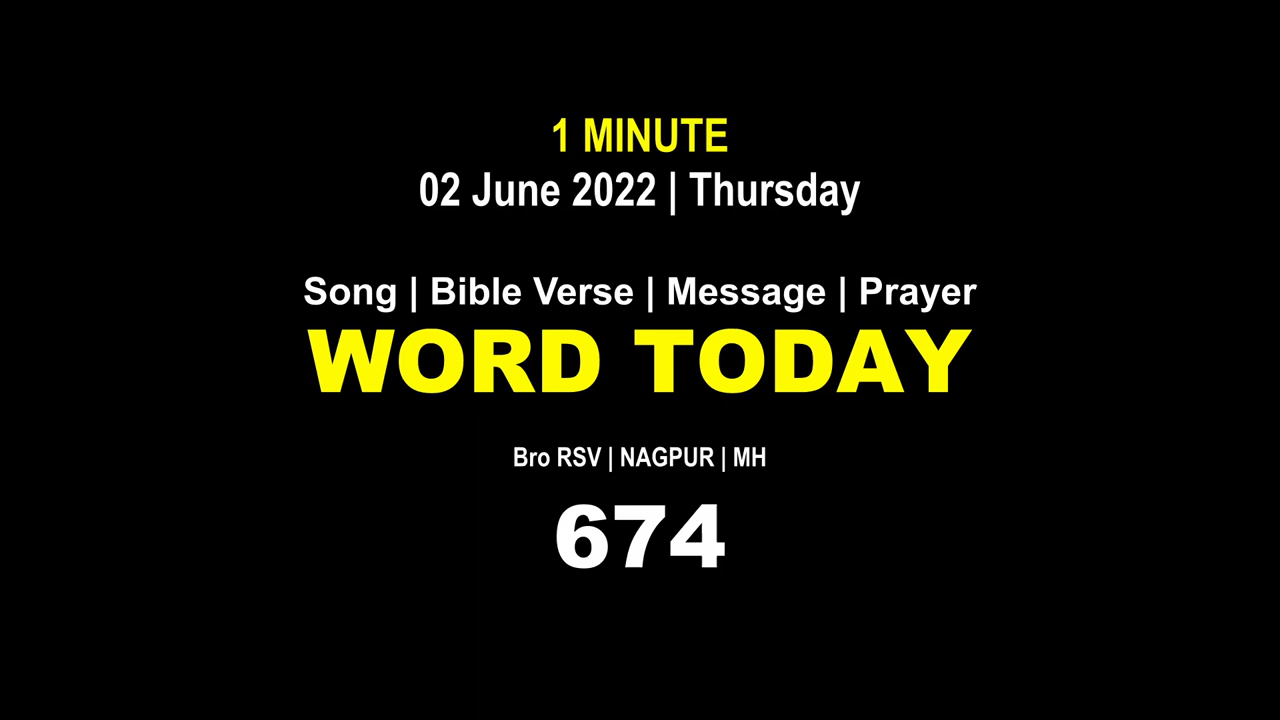 1 MINUTE
02 June 2022 | Thursday
Song | Bible Verse | Message | Prayer
WORD TODAY
Bro RSV | NAGPUR | MH
674